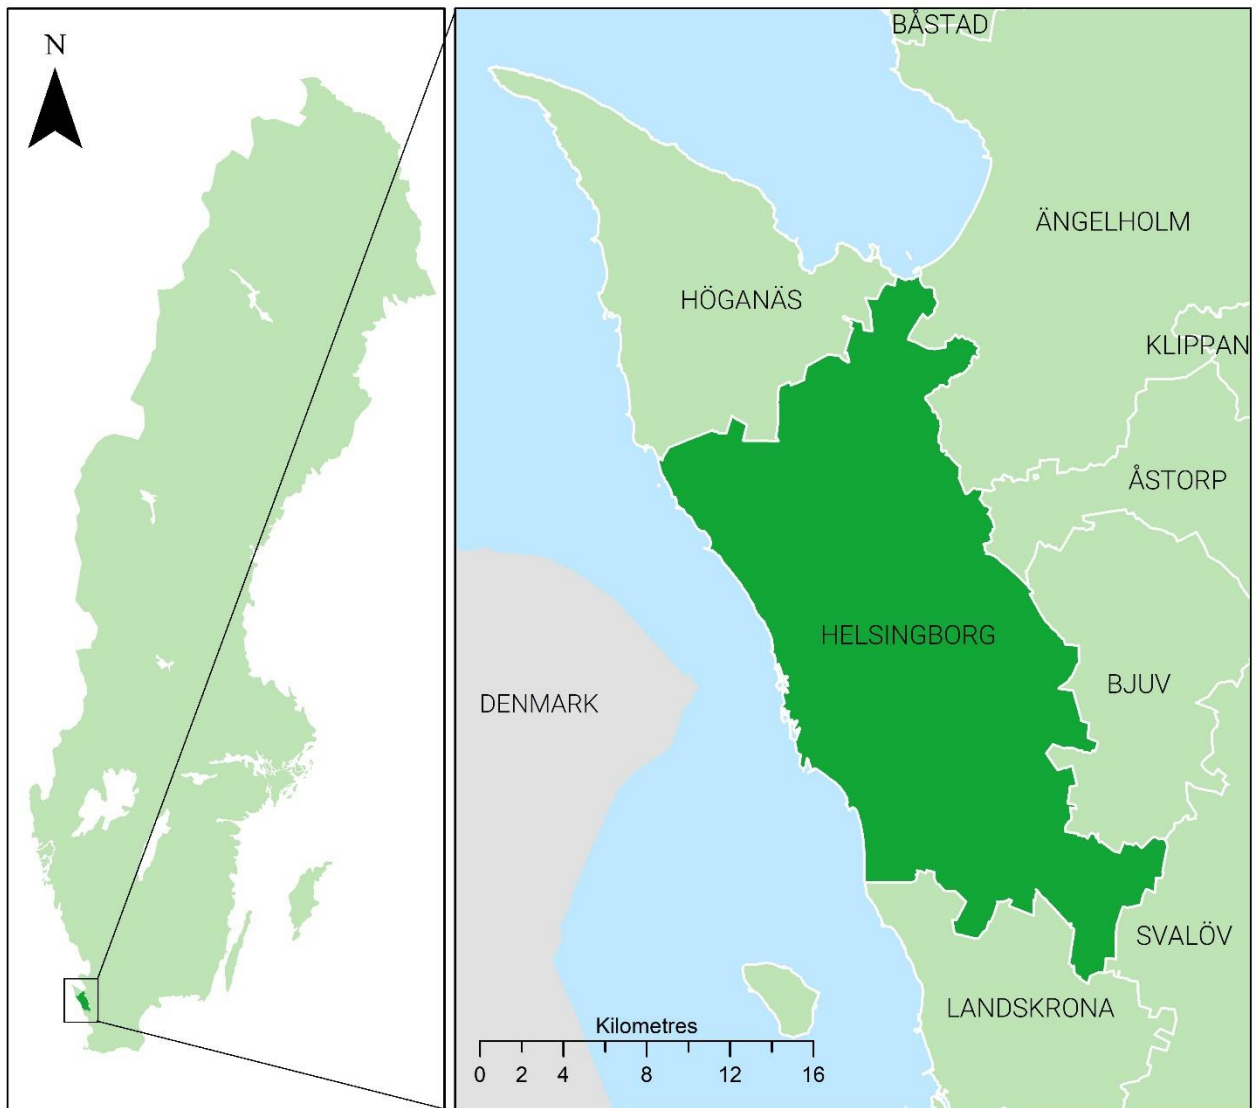 N
BÅSTAD
ÄNGELHOLM
HÖGANÄS
KLIPPAN
ÅSTORP
HELSINGBORG
BJUV
DENMARK
SVALÖV
LANDSKRONA
Kilometres
0 2 4 8 12 16